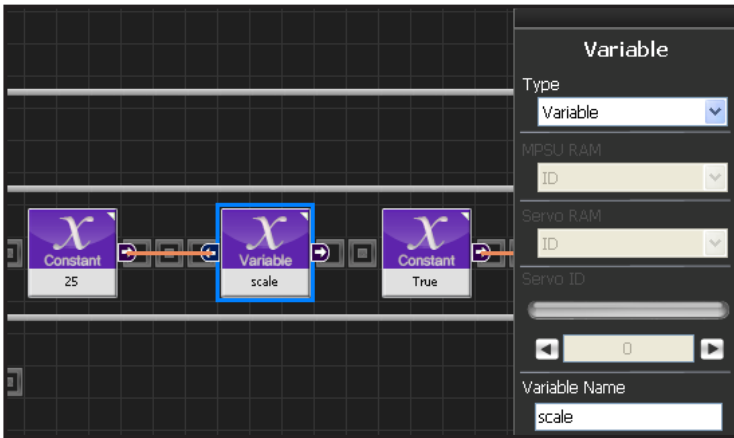 Variable
Type
Variable
MPSU RAM
ID
Servo RAM
ID
Servo ID
0
Variable Name
scale
X
Constant
25
X
Variable
scale
X
Constant
True